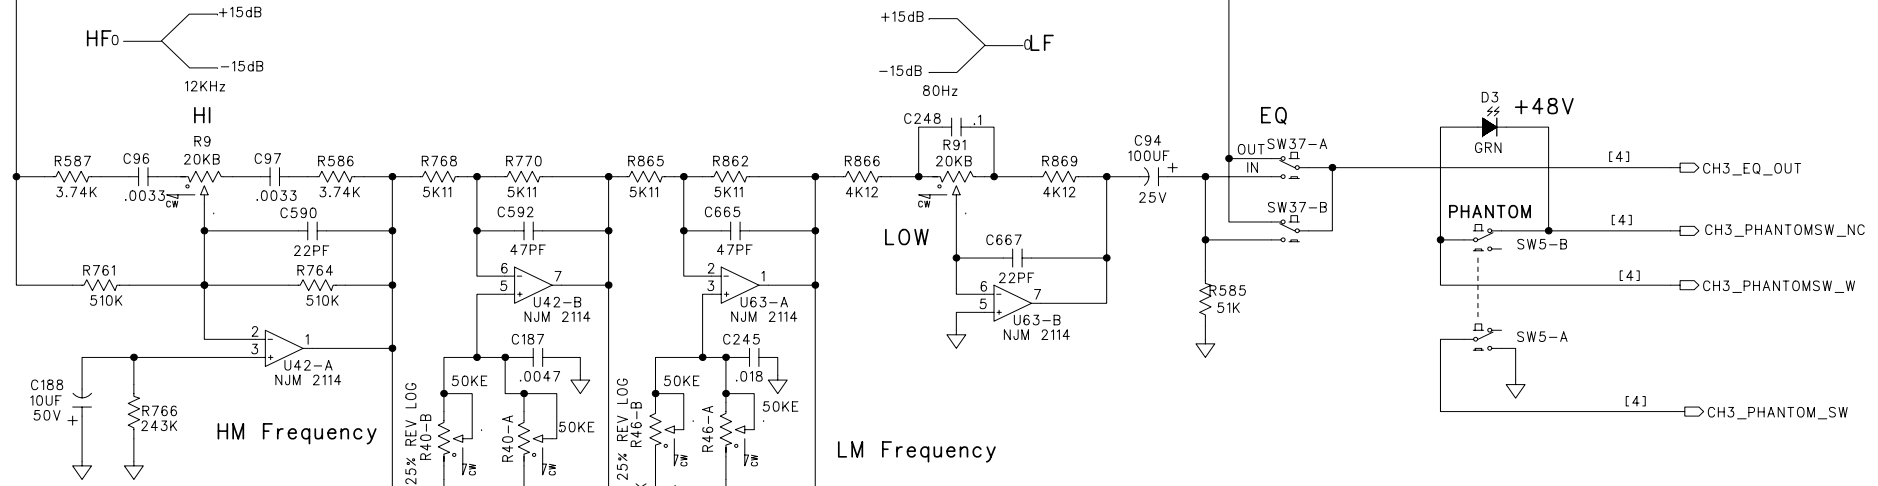 +15dB
HF
-15dB
12KHz
HI
R9
20KB
R587
3.74K
C96
.0033
CW
C97
.0033
R586
3.74K
C590
22PF
R761
510K
R764
510K
2
3
1
U42-A
NJM 2114
C188
10UF
50V
+
R766
243K
HM Frequency
R768
5K11
R770
5K11
C592
47PF
6
5
7
U42-B
NJM 2114
C187
.0047
50KE
50KE
25% REV LOG
R40-B
CW
R40-A
CW
R865
5K11
R862
5K11
C665
47PF
2
3
1
U63-A
NJM 2114
C245
.018
50KE
50KE
25% REV LOG
R46-B
CW
R46-A
CW
LM Frequency
+15dB
LF
-15dB
80Hz
C248
.1
R91
20KB
CW
R866
4K12
R869
4K12
LOW
C667
22PF
6
5
7
U63-B
NJM 2114
C94
100UF
+
25V
R585
51K
EQ
OUT
IN
SW37-A
SW37-B
D3
+48V
GRN
PHANTOM
SW5-B
SW5-A
[4]
CH3_EQ_OUT
[4]
CH3_PHANTOMSW_NC
[4]
CH3_PHANTOMSW_W
[4]
CH3_PHANTOM_SW